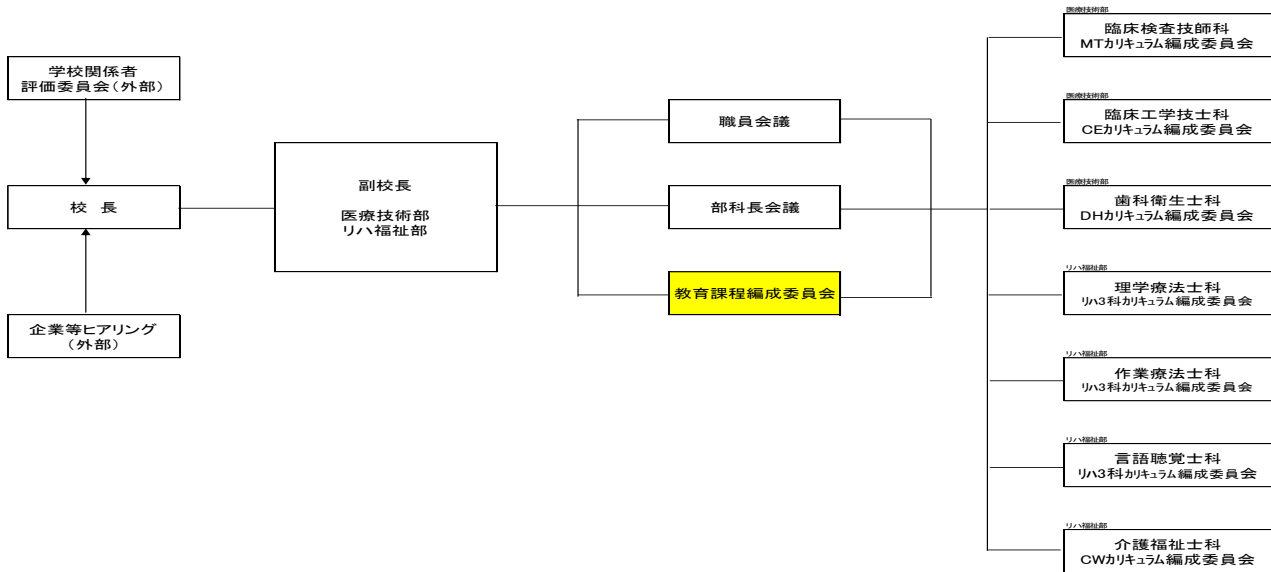 学校関係者
評価委員会（外部）
校 長
企業等ヒアリング
（外部）
副校長
医療技術部
リハ福祉部
職員会議
部科長会議
教育課程編成委員会
医療技術部
臨床検査技師科
MTカリキュラム編成委員会
医療技術部
臨床工学技士科
CEカリキュラム編成委員会
医療技術部
歯科衛生士科
DHカリキュラム編成委員会
リハ福祉部
理学療法士科
リハ3科カリキュラム編成委員会
リハ福祉部
作業療法士科
リハ3科カリキュラム編成委員会
リハ福祉部
言語聴覚士科
リハ3科カリキュラム編成委員会
リハ福祉部
介護福祉士科
CWカリキュラム編成委員会